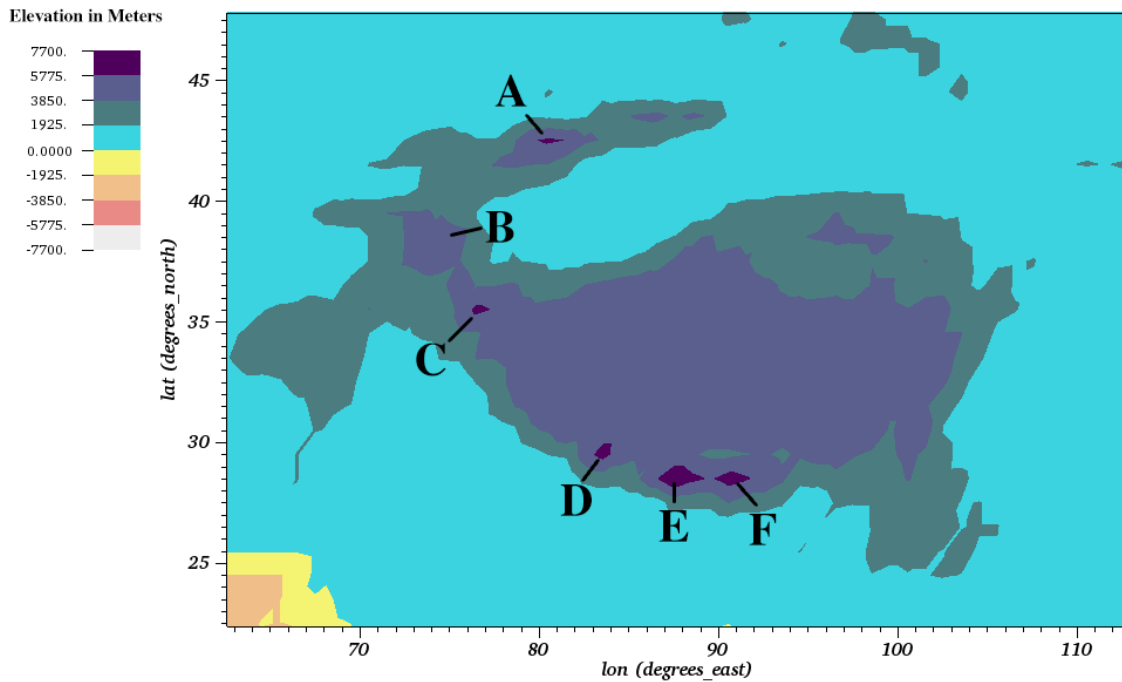 Elevation in Meters
7700.
5775.
3850.
1925.
0.0000
-1925.
-3850.
-5775.
-7700.
45
40
35
30
25
lat (degrees_north)
A
B
C
D
E
F
70 80 90 100 110
lon (degrees_east)